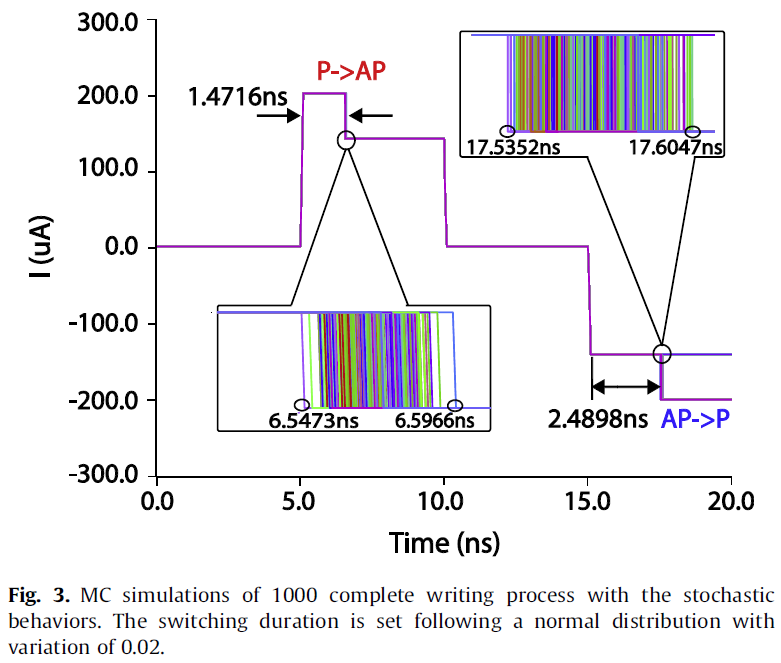 300.0
200.0
100.0
0.0
-100.0
-200.0
-300.0
I (uA)
P->AP
1.4716ns
17.5352ns 17.6047ns
6.5473ns 6.5966ns
2.4898ns AP->P
0.0 5.0 10.0 15.0 20.0
Time (ns)
Fig. 3. MC simulations of 1000 complete writing process with the stochastic
behaviors. The switching duration is set following a normal distribution with
variation of 0.02.